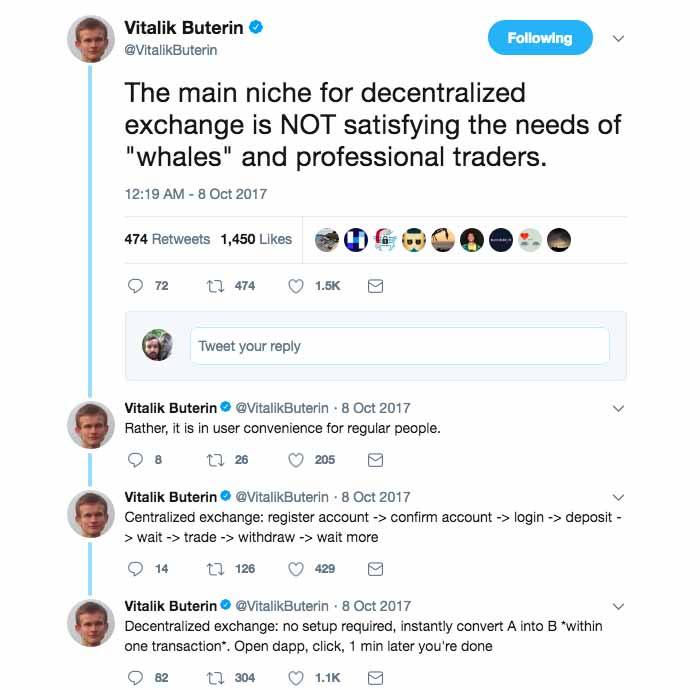 Vitalik Buterin
@VitalikButerin
Following
The main niche for decentralized
exchange is NOT satisfying the needs of
"whales" and professional traders.
12:19 AM - 8 Oct 2017
474 Retweets 1,450 Likes
72 474 1.5K
Tweet your reply
Vitalik Buterin @VitalikButerin · 8 Oct 2017
Rather, it is in user convenience for regular people.
8 26 205
Vitalik Buterin @VitalikButerin · 8 Oct 2017
Centralized exchange: register account -> confirm account -> login -> deposit -
> wait -> trade -> withdraw -> wait more
14 126 429
Vitalik Buterin @VitalikButerin · 8 Oct 2017
Decentralized exchange: no setup required, instantly convert A into B *within
one transaction*. Open dapp, click, 1 min later you're done
82 304 1.1K